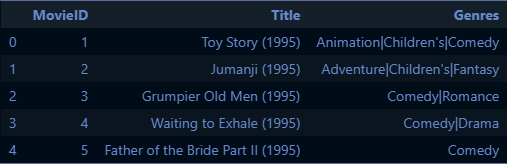 MovieID Title Genres
0 1 Toy Story (1995) Animation|Children's|Comedy
1 2 Jumanji (1995) Adventure|Children's|Fantasy
2 3 Grumpier Old Men (1995) Comedy|Romance
3 4 Waiting to Exhale (1995) Comedy|Drama
4 5 Father of the Bride Part II (1995) Comedy